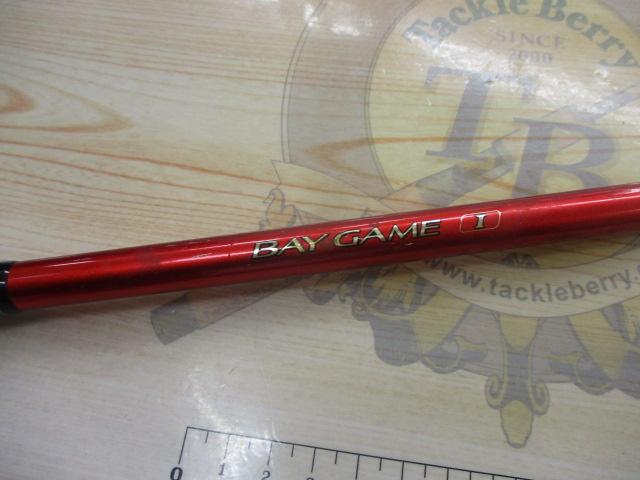 Tackle Berry
SINCE
2000
TB
BAY GAME I
www.tackleberry.
0 1 2